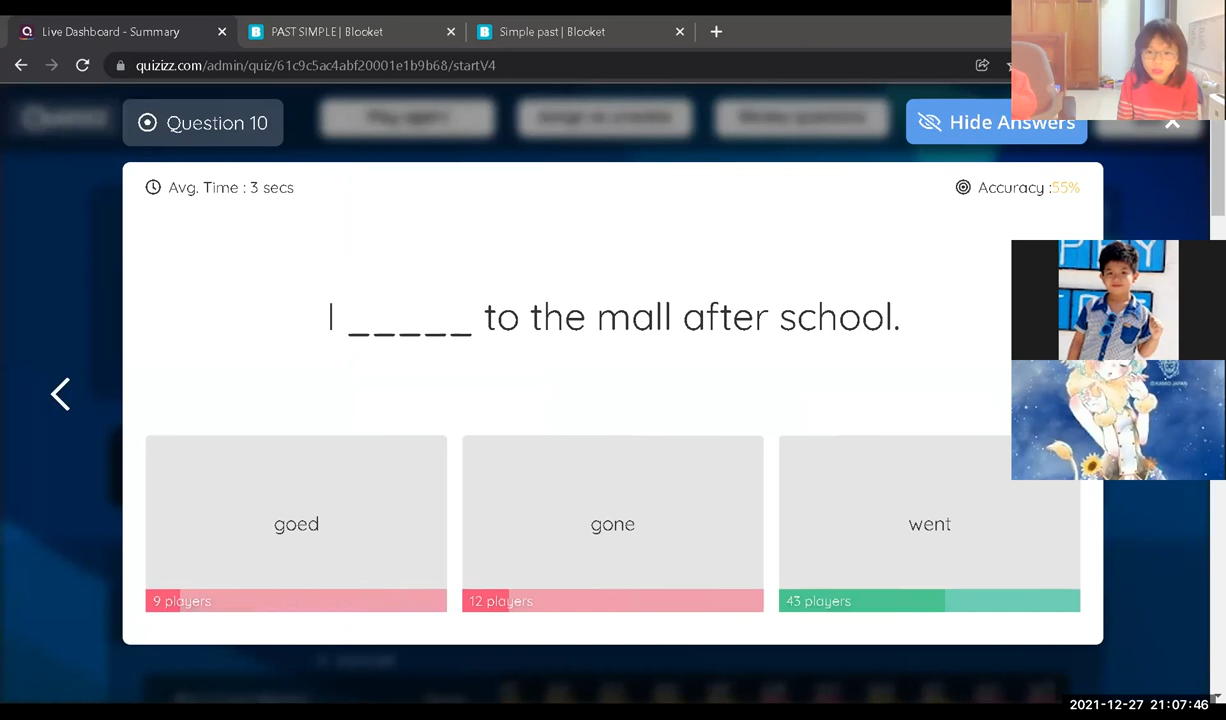 Live Dashboard - Summary
PAST SIMPLE | Blooket
Simple past | Blooket
quizizz.com/admin/quiz/61c9c5ac4abf20001e1b9b68/startV4
Question 10
Hide Answers
Avg. Time : 3 secs
Accuracy :55%
I _____ to the mall after school.
goed
gone
went
9 players
12 players
43 players
2021-12-27 21:07:46